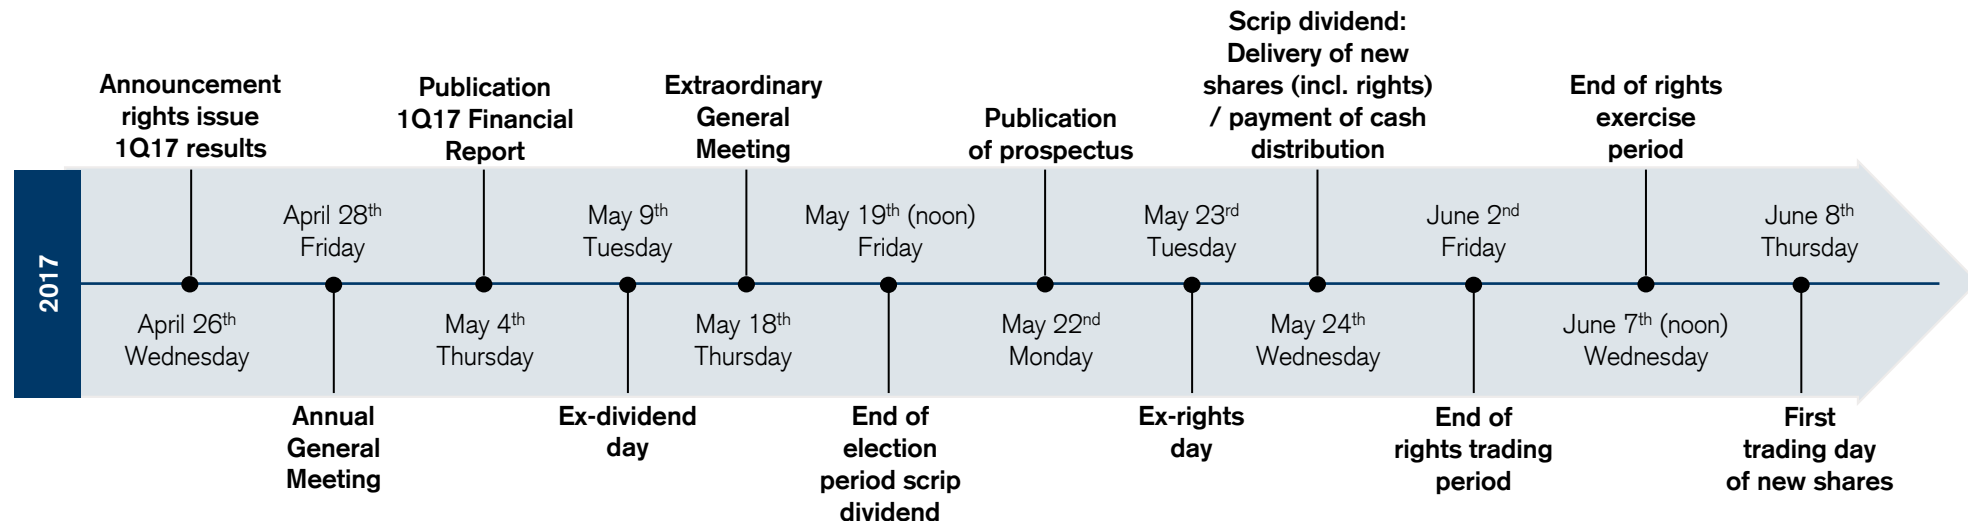 2017
Announcement
rights issue
1Q17 results
April 26th
Wednesday
April 28th
Friday
Annual
General
Meeting
Publication
1Q17 Financial
Report
May 4th
Thursday
May 9th
Tuesday
Ex-dividend
day
Extraordinary
General
Meeting
May 18th
Thursday
May 19th (noon)
Friday
End of
election
period scrip
dividend
Publication
of prospectus
May 22nd
Monday
May 23rd
Tuesday
Ex-rights
day
Scrip dividend:
Delivery of new
shares (incl. rights)
/ payment of cash
distribution
May 24th
Wednesday
June 2nd
Friday
End of
rights trading
period
End of rights
exercise
period
June 7th (noon)
Wednesday
June 8th
Thursday
First
trading day
of new shares